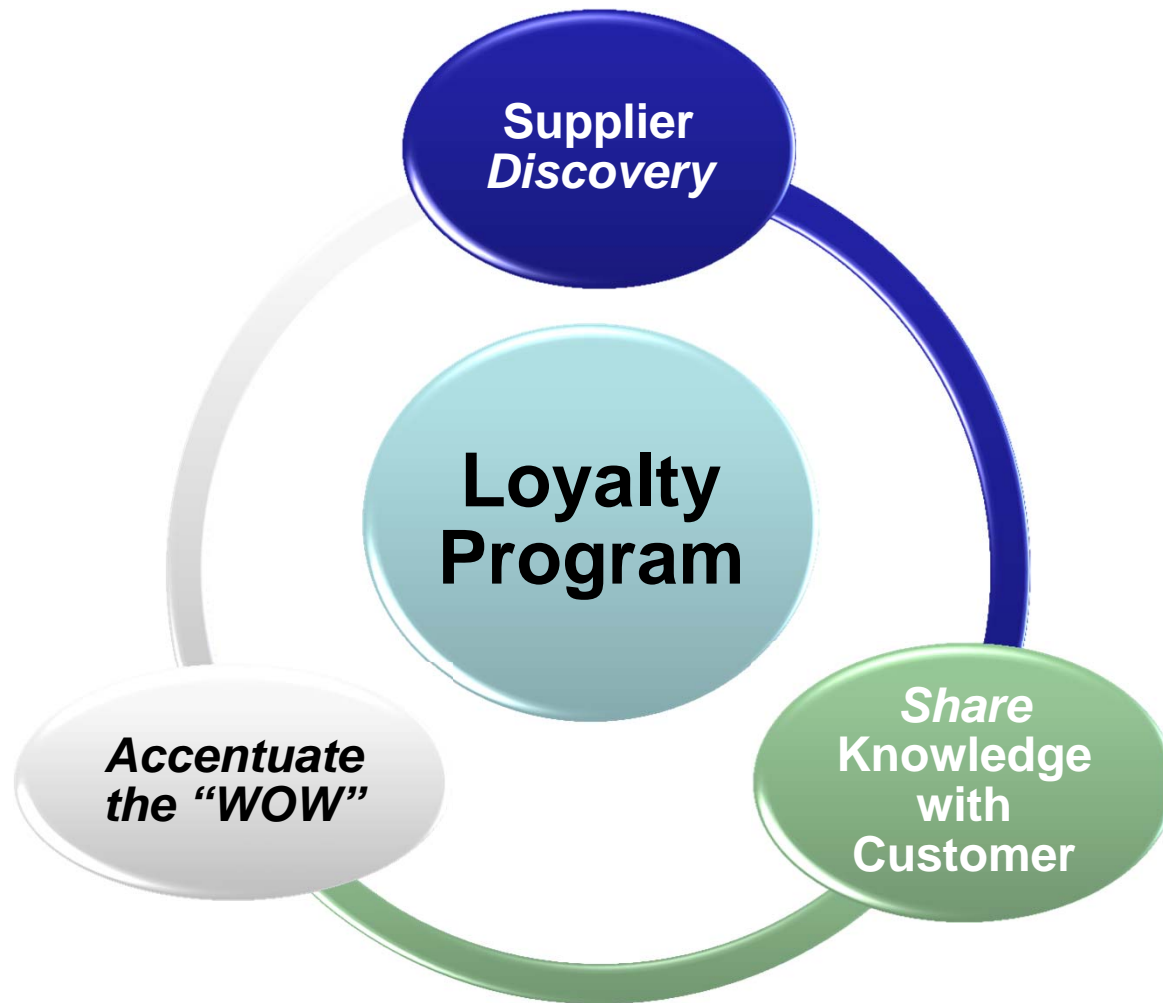 Supplier
Discovery
Loyalty
Program
Share
Knowledge
with
Customer
Accentuate
the “WOW”